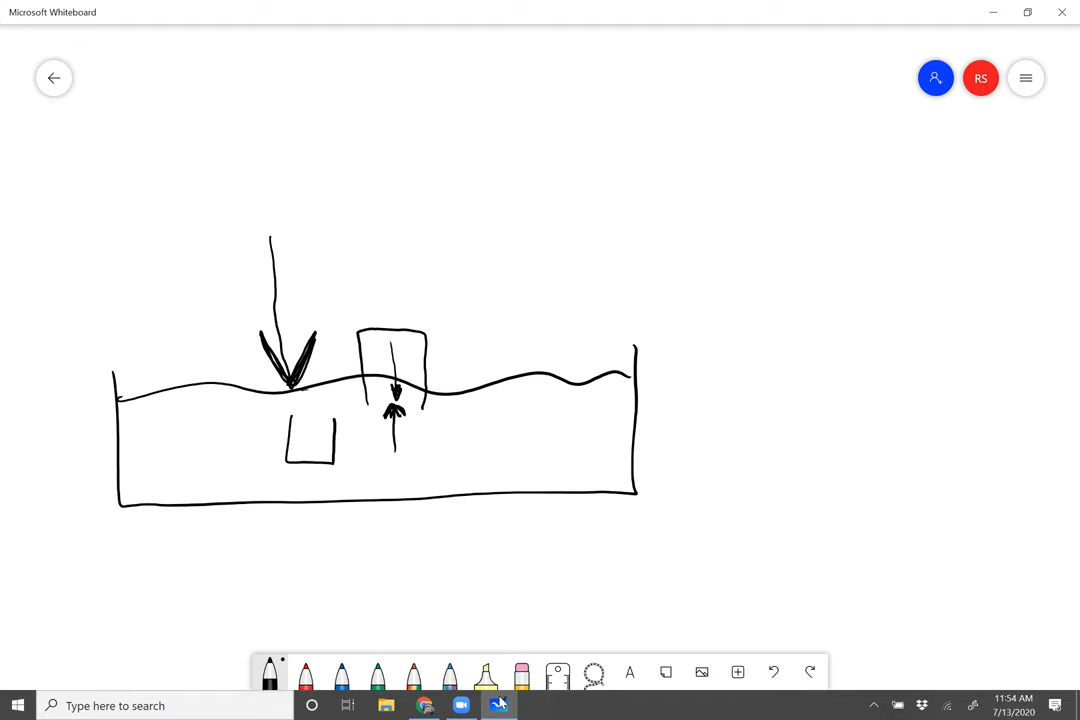 Microsoft Whiteboard
RS
A
Type here to search
11:54 AM
7/13/2020